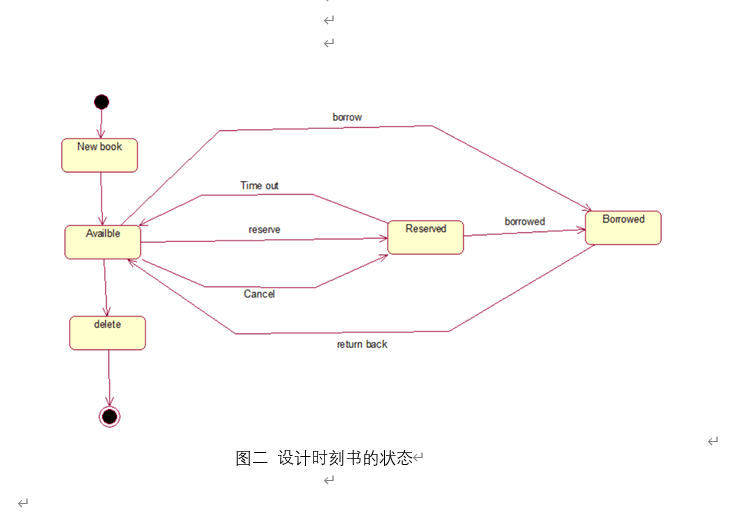 borrow
New book
Time out
Availble
reserve
Reserved
borrowed
Borrowed
Cancel
delete
return back
图二 设计时刻书的状态